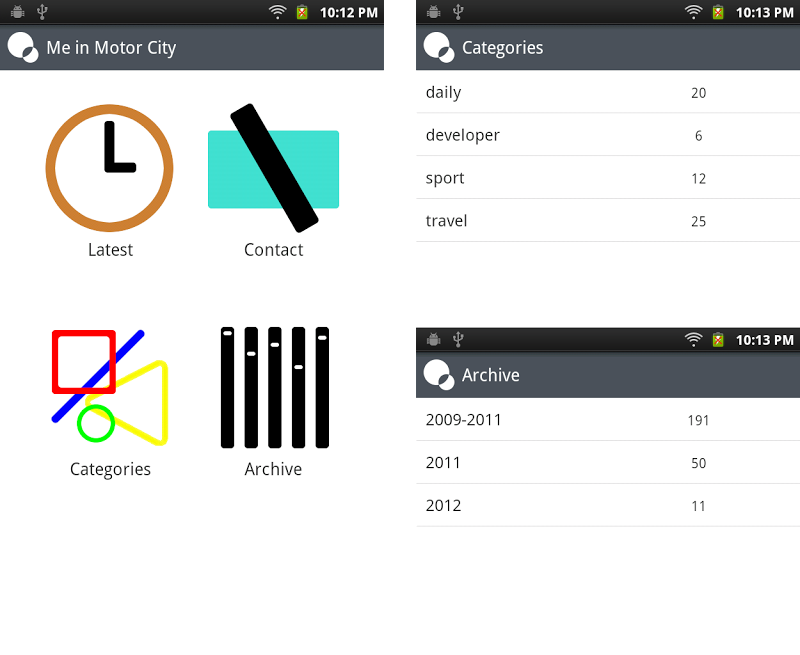 10:12 PM
Me in Motor City
Latest
Contact
Categories
Archive
10:13 PM
Categories
daily 20
developer 6
sport 12
travel 25
10:13 PM
Archive
2009-2011 191
2011 50
2012 11